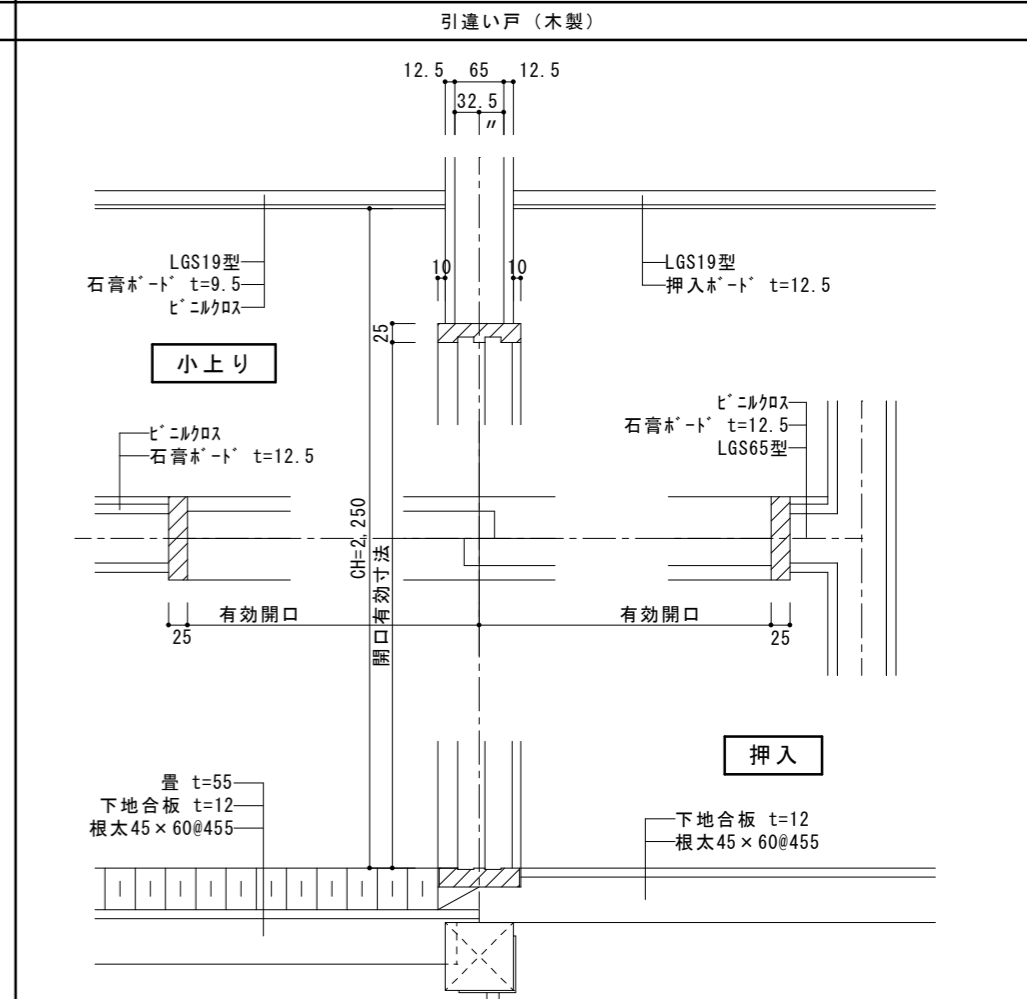 引違い戸（木製）
12.5 65 12.5
32.5
〃
LGS19型
石膏ﾎﾞｰﾄﾞ t=9.5
ﾋﾞﾆﾙｸﾛｽ
LGS19型
押入ﾎﾞｰﾄﾞ t=12.5
10 10
25
小上り
ﾋﾞﾆﾙｸﾛｽ
石膏ﾎﾞｰﾄﾞ t=12.5
ﾋﾞﾆﾙｸﾛｽ
石膏ﾎﾞｰﾄﾞ t=12.5
LGS65型
CH=2,250
開口有効寸法
有効開口 有効開口
25 25
押入
畳 t=55
下地合板 t=12
根太45×60@455
下地合板 t=12
根太45×60@455